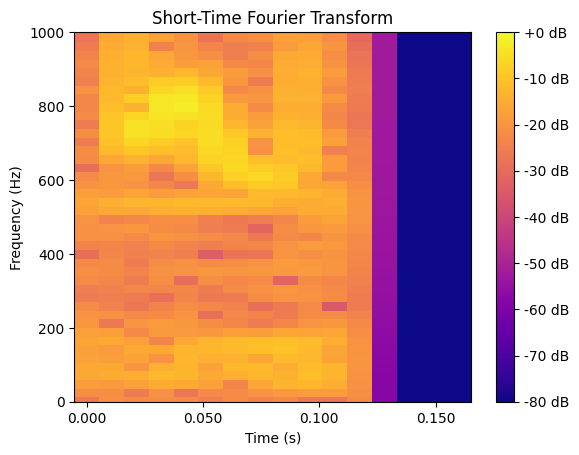 Short-Time Fourier Transform
1000
800
600
400
200
0
Frequency (Hz)
0.000
0.050
0.100
0.150
Time (s)
+0 dB
-10 dB
-20 dB
-30 dB
-40 dB
-50 dB
-60 dB
-70 dB
-80 dB